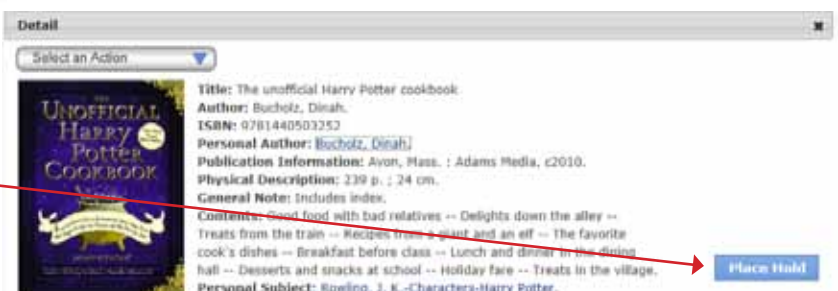 Detail
Select an Action
THE
UNOFFICIAL
HARRY
POTTER
COOKBOOK
Title: The unofficial Harry Potter cookbook
Author: Bucholz, Dinah.
ISBN: 9781440503252
Personal Author: Bucholz, Dinah.
Publication Information: Avon, Mass. : Adams Media, c2010.
Physical Description: 239 p. ; 24 cm.
General Note: Includes index.
Contents: Good food with bad relatives -- Delights down the alley --
Treats from the train -- Recipes from a giant and an elf -- The favorite
cook's dishes -- Breakfast before class -- Lunch and dinner in the dining
hall -- Desserts and snacks at school -- Holiday fare -- Treats in the village.
Personal Subject: Rowling, J. K.-Characters-Harry Potter.
Place Hold